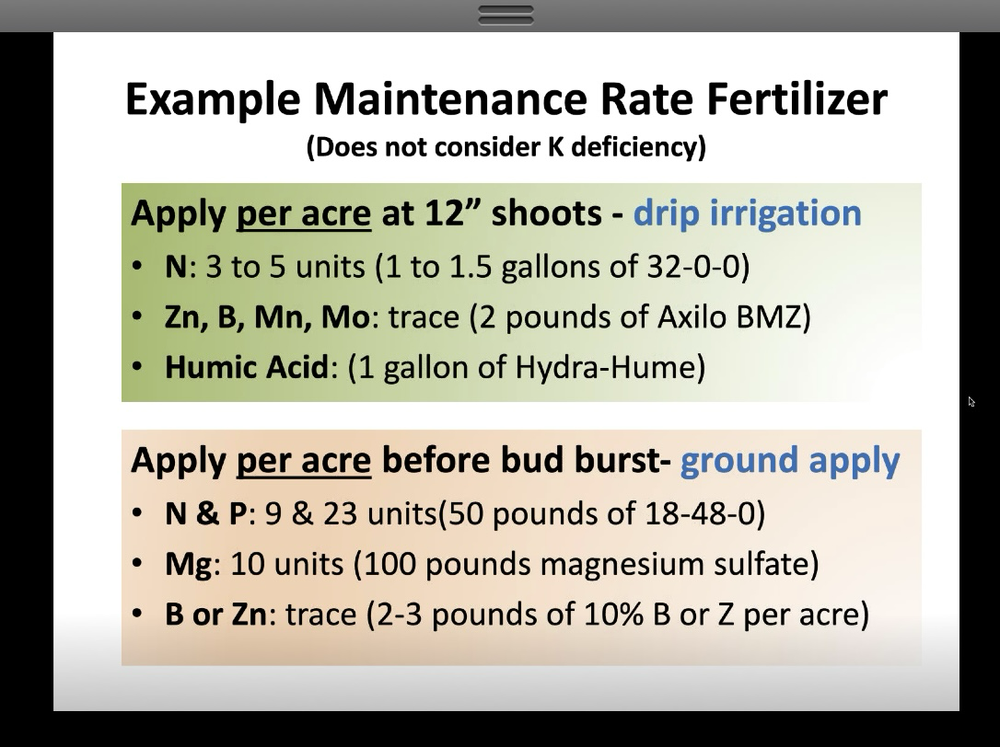 Example Maintenance Rate Fertilizer
(Does not consider K deficiency)
Apply per acre at 12” shoots - drip irrigation
• N: 3 to 5 units (1 to 1.5 gallons of 32-0-0)
• Zn, B, Mn, Mo: trace (2 pounds of Axilo BMZ)
• Humic Acid: (1 gallon of Hydra-Hume)
Apply per acre before bud burst- ground apply
• N & P: 9 & 23 units(50 pounds of 18-48-0)
• Mg: 10 units (100 pounds magnesium sulfate)
• B or Zn: trace (2-3 pounds of 10% B or Z per acre)